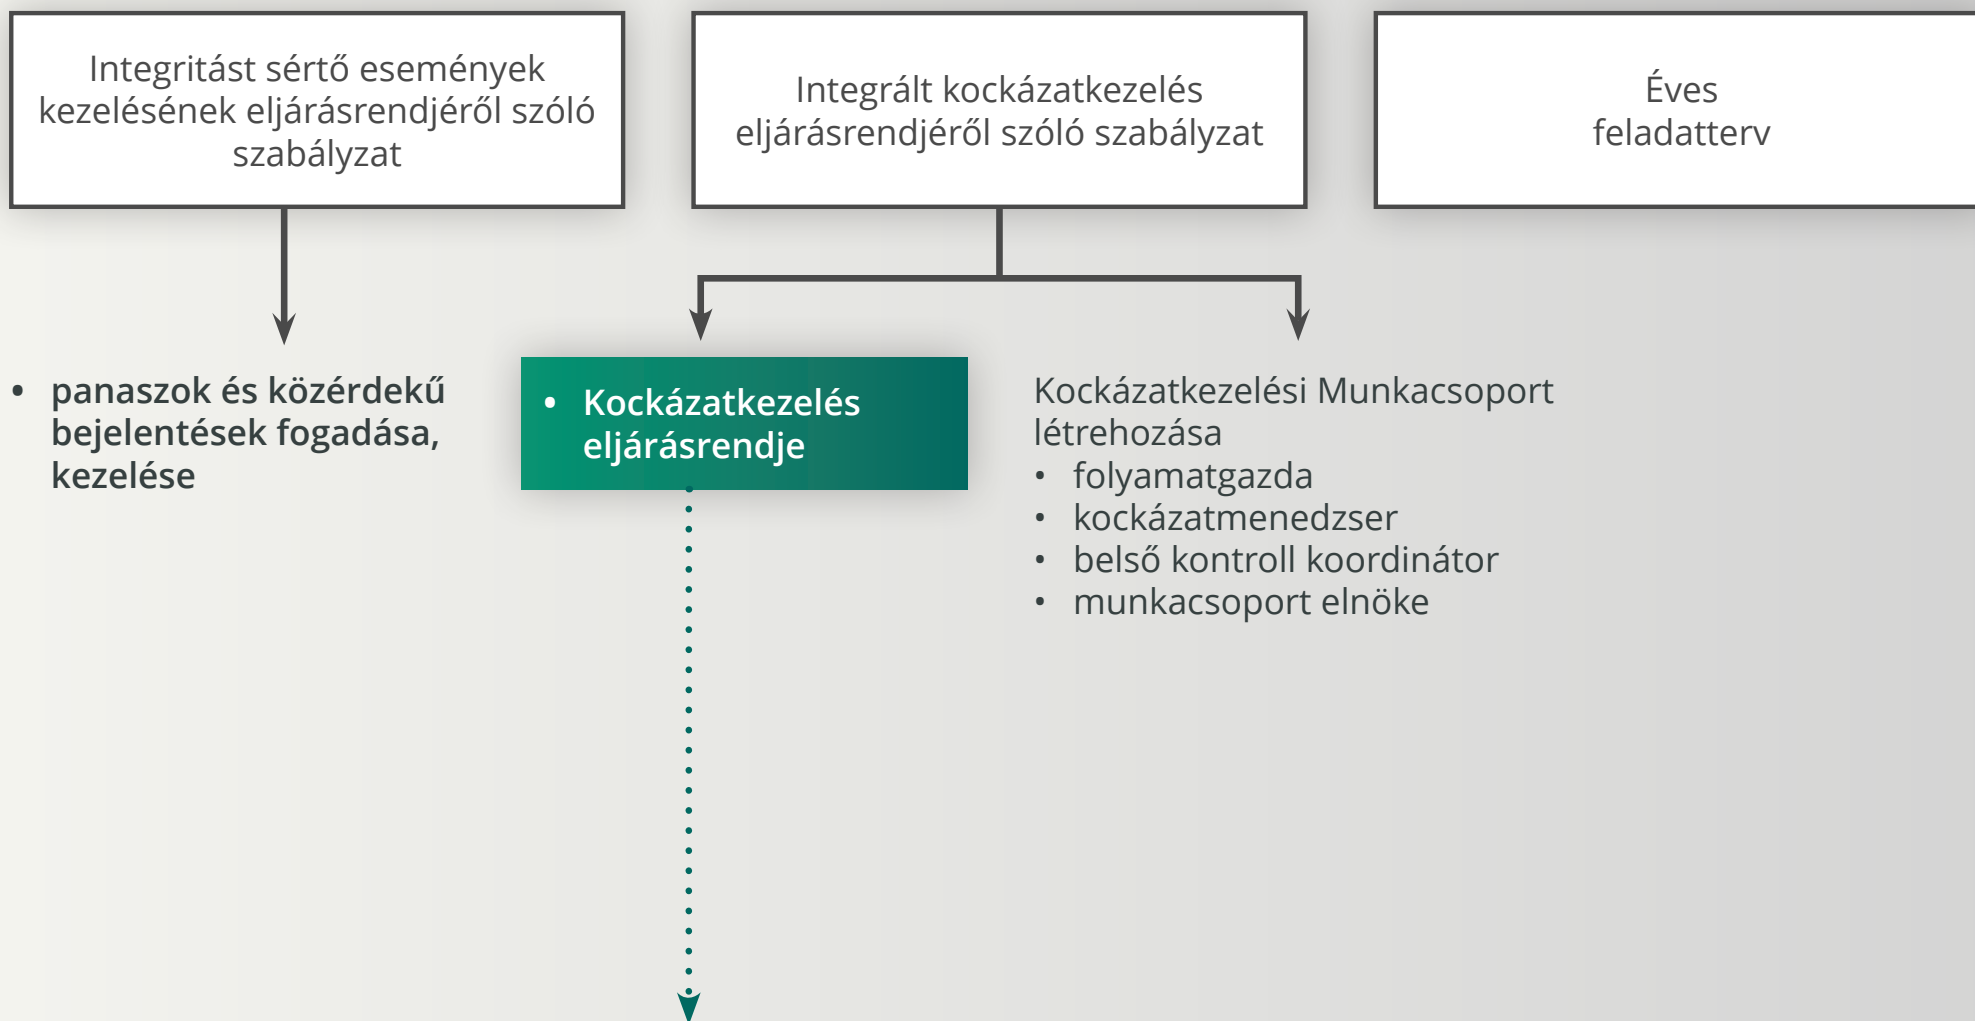 Integritást sértő események
kezelésének eljárásrendjéről szóló
szabályzat
Integrált kockázatkezelés
eljárásrendjéről szóló szabályzat
Éves
feladatterv
• panaszok és közérdekű
bejelentések fogadása,
kezelése
• Kockázatkezelés
eljárásrendje
Kockázatkezelési Munkacsoport
létrehozása
• folyamatgazda
• kockázatmenedzser
• belső kontroll koordinátor
• munkacsoport elnöke